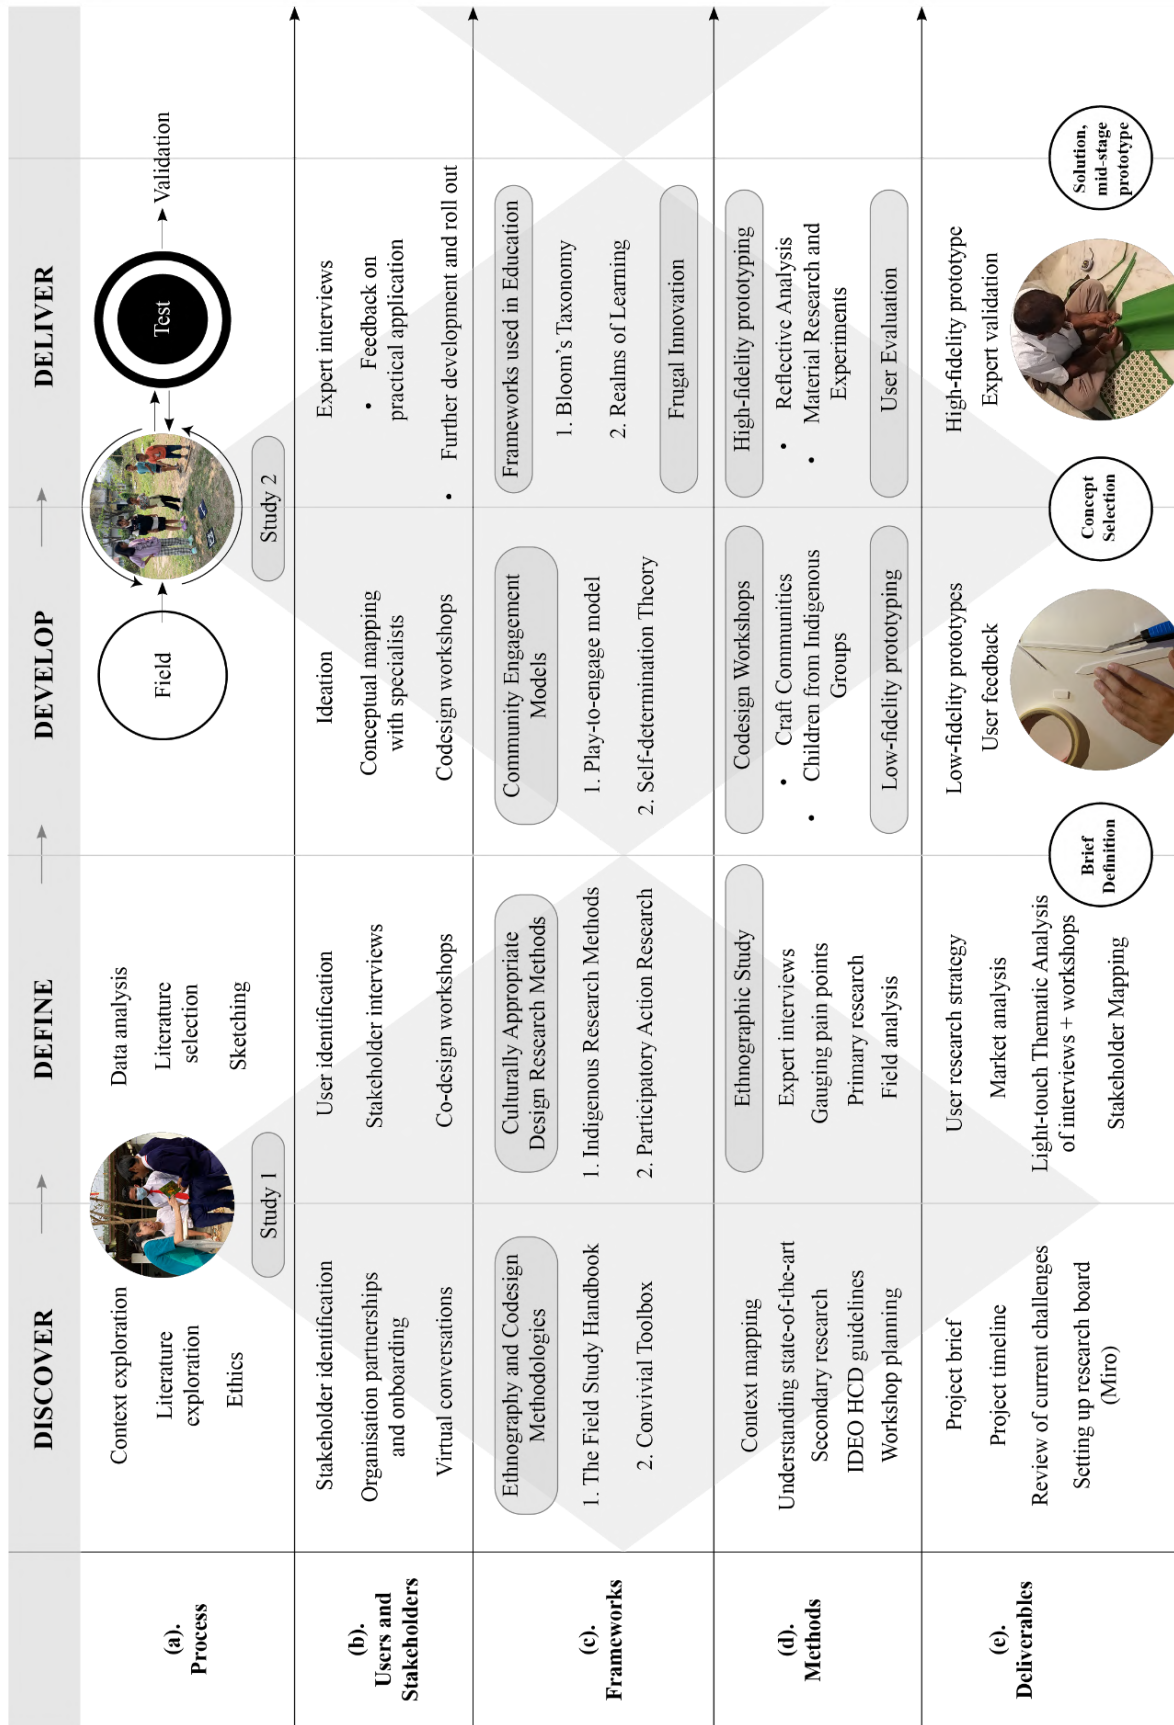 DISCOVER
DEFINE
DEVELOP
DELIVER
(a).
Process
Context exploration
Literature
exploration
Ethics
Study 1
Data analysis
Literature
selection
Sketching
Field
Study 2
Test
Validation
(b).
Users and
Stakeholders
Stakeholder identification
Organisation partnerships
and onboarding
Virtual conversations
User identification
Stakeholder interviews
Co-design workshops
Ideation
Conceptual mapping
with specialists
Codesign workshops
Expert interviews
• Feedback on
practical application
• Further development and roll out
(c).
Frameworks
Ethnography and Codesign
Methodologies
1. The Field Study Handbook
2. Convivial Toolbox
Culturally Appropriate
Design Research Methods
1. Indigenous Research Methods
2. Participatory Action Research
Community Engagement
Models
1. Play-to-engage model
2. Self-determination Theory
Frameworks used in Education
1. Bloom's Taxonomy
2. Realms of Learning
Frugal Innovation
(d).
Methods
Context mapping
Understanding state-of-the-art
Secondary research
IDEO HCD guidelines
Workshop planning
Ethnographic Study
Expert interviews
Gauging pain points
Primary research
Field analysis
Codesign Workshops
• Craft Communities
• Children from Indigenous
Groups
Low-fidelity prototyping
High-fidelity prototyping
• Reflective Analysis
• Material Research and
Experiments
User Evaluation
(e).
Deliverables
Project brief
Project timeline
Review of current challenges
Setting up research board
(Miro)
User research strategy
Market analysis
Light-touch Thematic Analysis
of interviews + workshops
Stakeholder Mapping
Brief
Definition
Low-fidelity prototypes
User feedback
Concept
Selection
High-fidelity prototype
Expert validation
Solution,
mid-stage
prototype